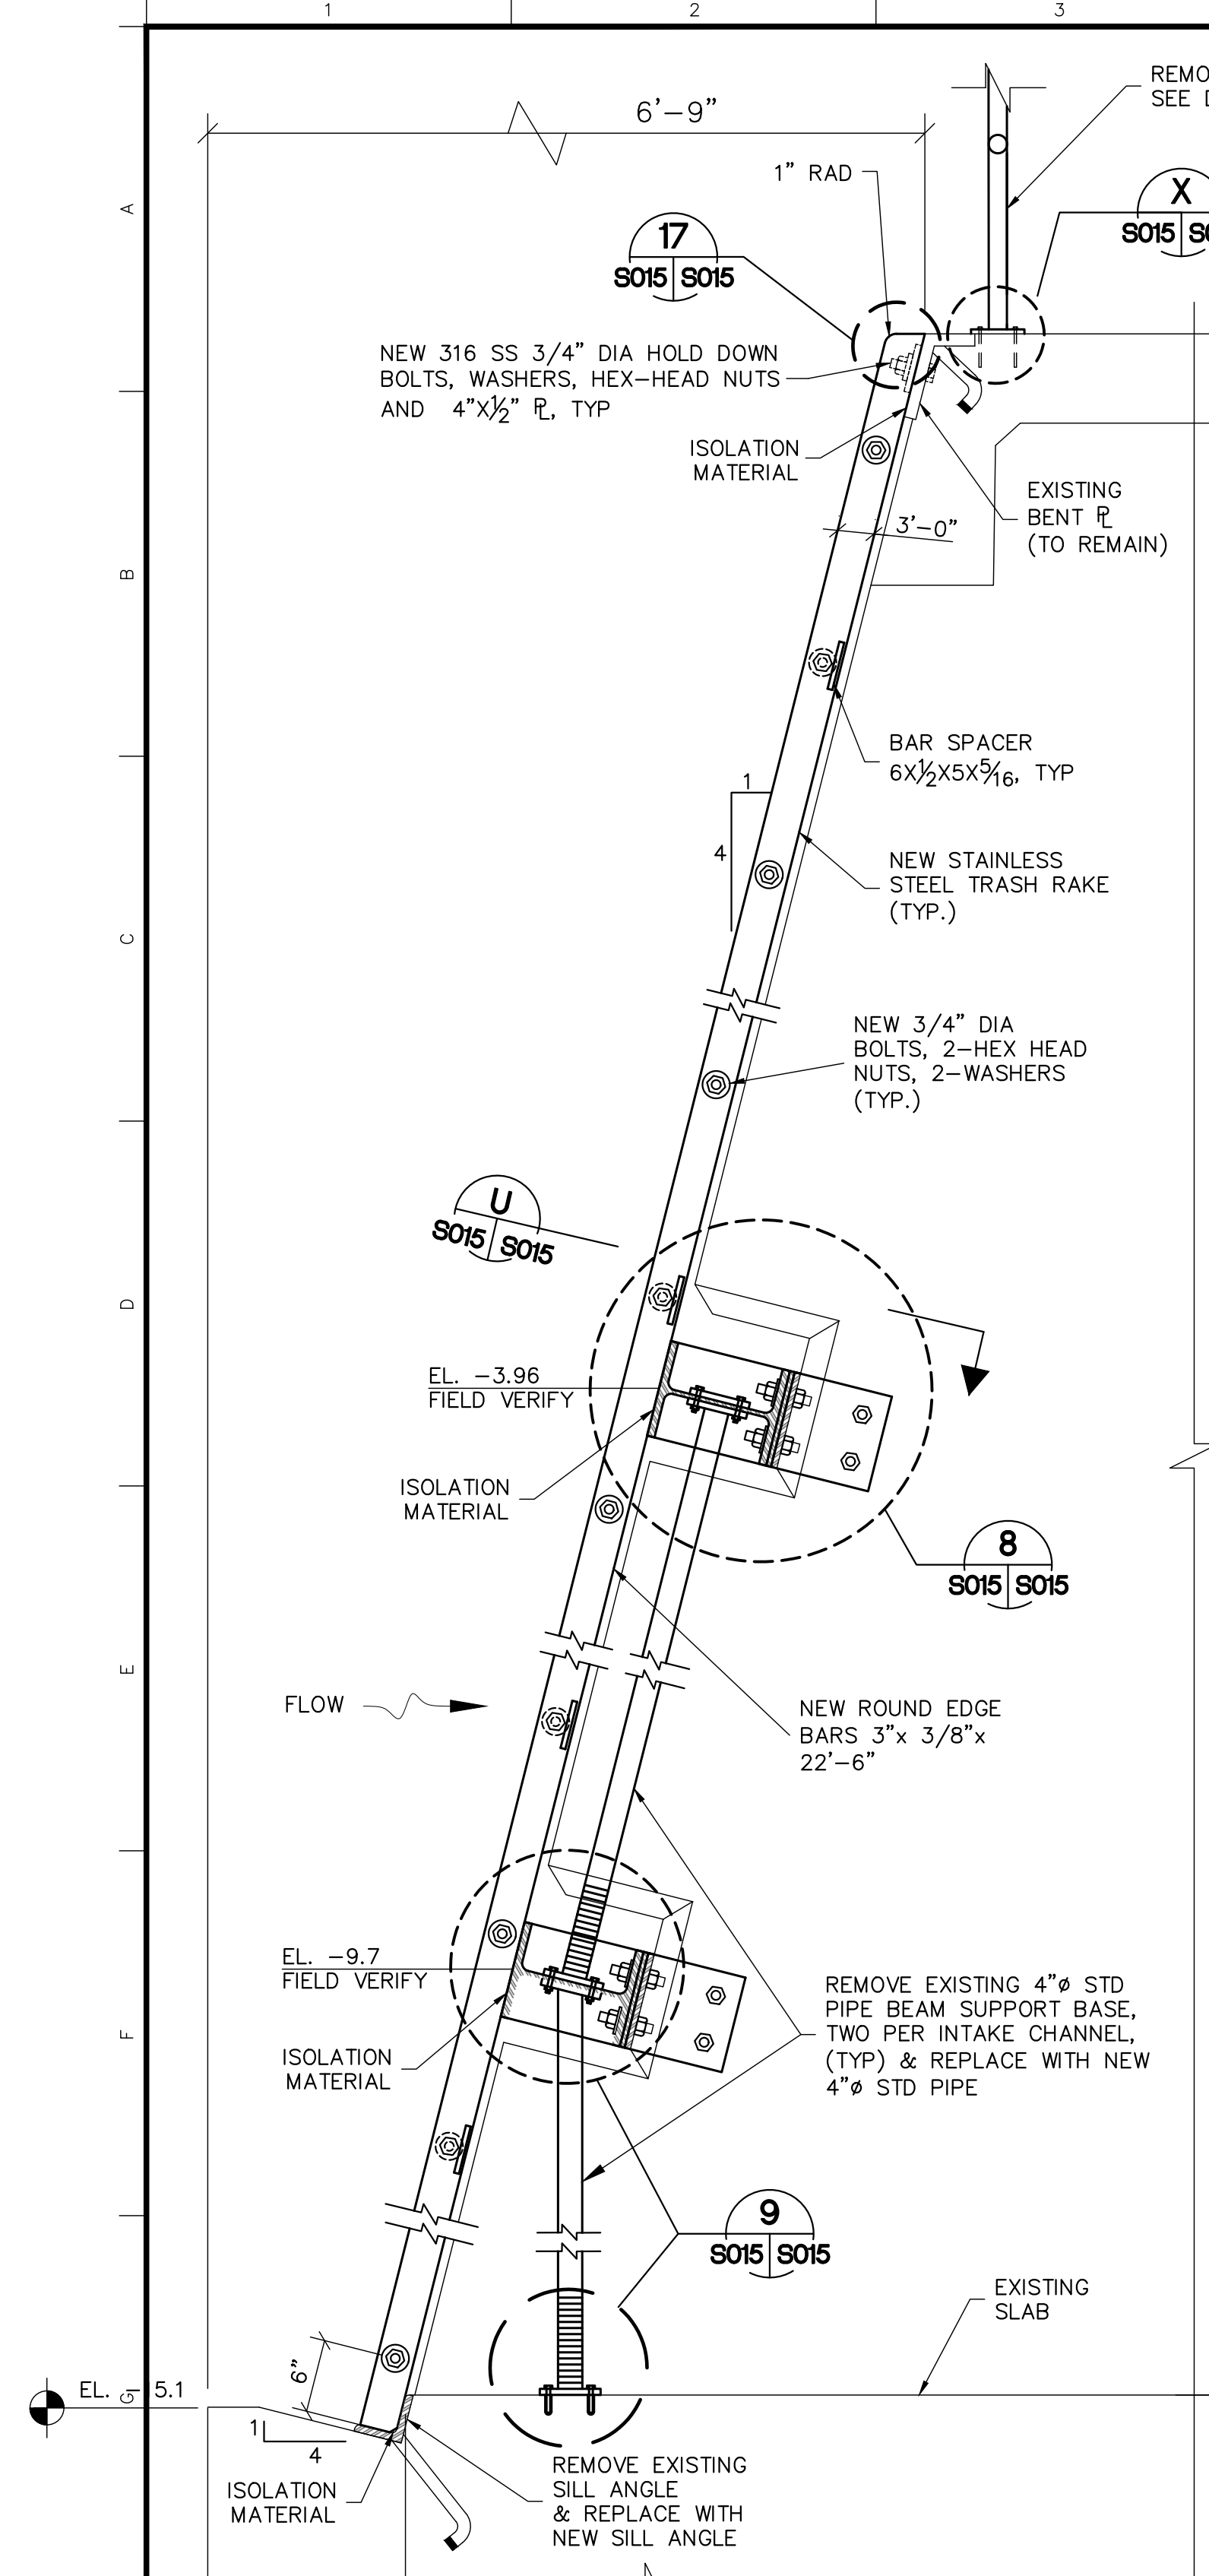 1
2
3
REMO
SEE D
6'-9"
1" RAD
X
S015 S0
A
17
S015 S015
NEW 316 SS 3/4" DIA HOLD DOWN
BOLTS, WASHERS, HEX-HEAD NUTS
AND 4"X1/2" PL, TYP
ISOLATION
MATERIAL
EXISTING
BENT PL
(TO REMAIN)
3'-0"
B
BAR SPACER
6X1/2X5X5/16, TYP
1
4
NEW STAINLESS
STEEL TRASH RAKE
(TYP.)
C
NEW 3/4" DIA
BOLTS, 2-HEX HEAD
NUTS, 2-WASHERS
(TYP.)
U
S015 S015
D
EL. -3.96
FIELD VERIFY
ISOLATION
MATERIAL
8
S015 S015
E
FLOW
NEW ROUND EDGE
BARS 3"x 3/8"x
22'-6"
EL. -9.7
FIELD VERIFY
ISOLATION
MATERIAL
F
REMOVE EXISTING 4"ø STD
PIPE BEAM SUPPORT BASE,
TWO PER INTAKE CHANNEL,
(TYP) & REPLACE WITH NEW
4"ø STD PIPE
9
S015 S015
EXISTING
SLAB
6"
EL. 5.1
G
1
4
ISOLATION
MATERIAL
REMOVE EXISTING
SILL ANGLE
& REPLACE WITH
NEW SILL ANGLE